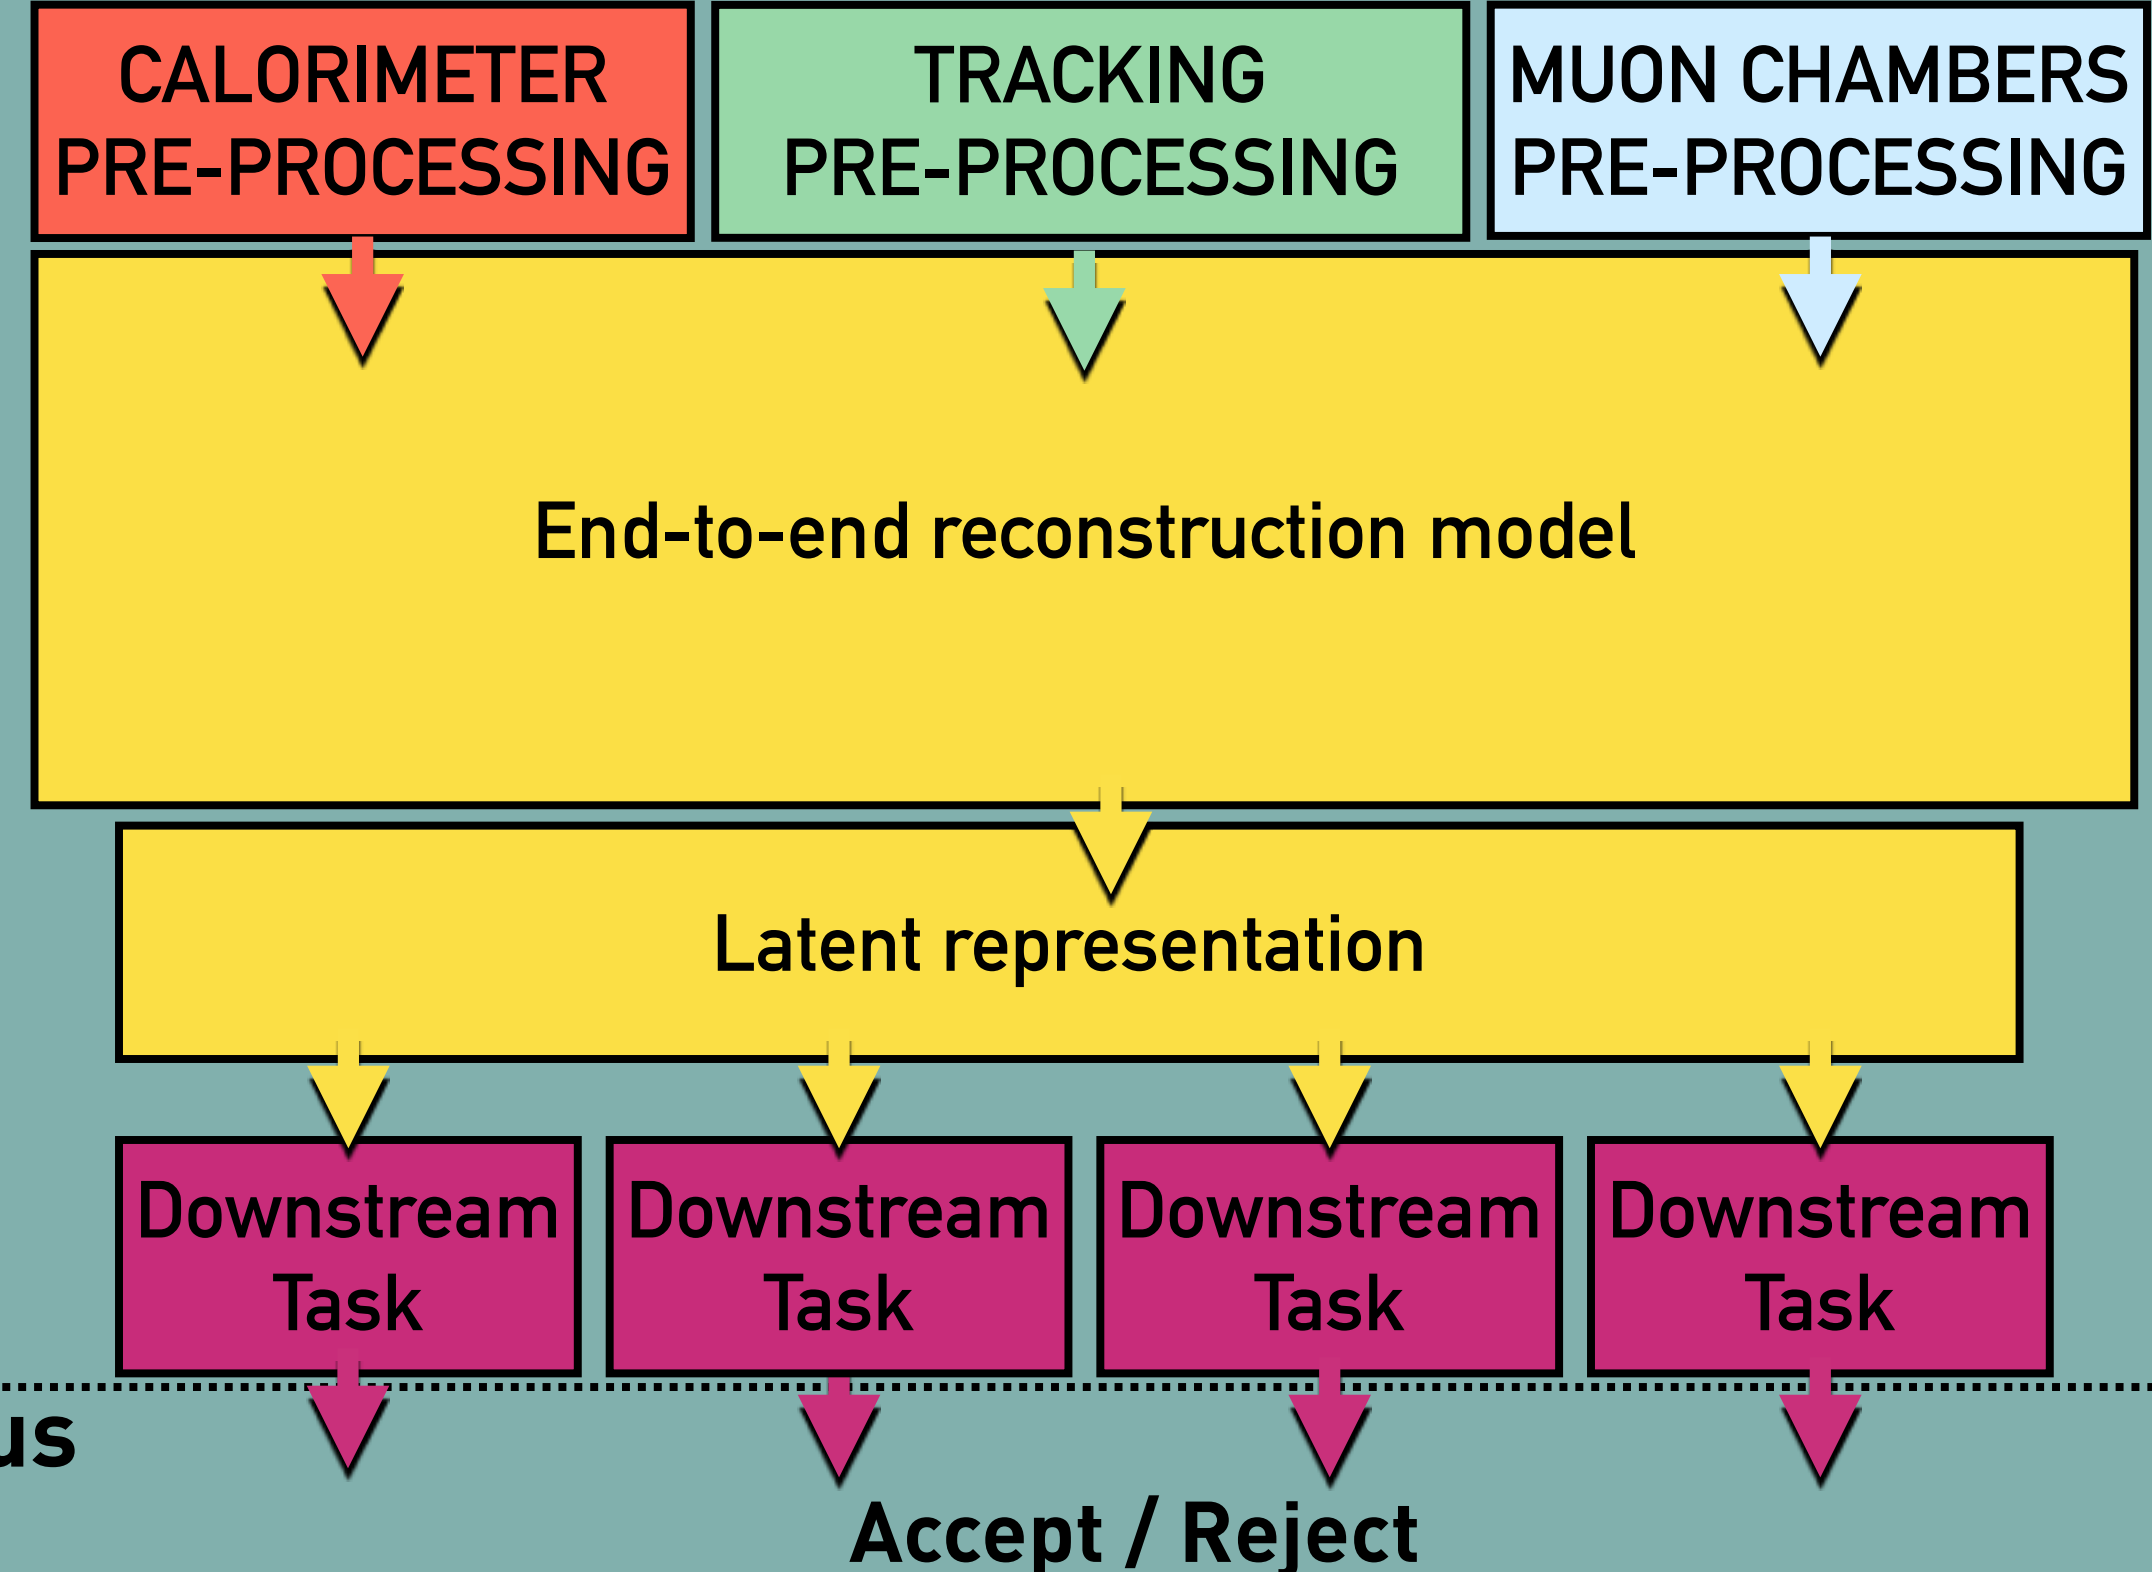 CALORIMETER
PRE-PROCESSING
TRACKING
PRE-PROCESSING
MUON CHAMBERS
PRE-PROCESSING
End-to-end reconstruction model
Latent representation
Downstream
Task
Downstream
Task
Downstream
Task
Downstream
Task
Accept / Reject